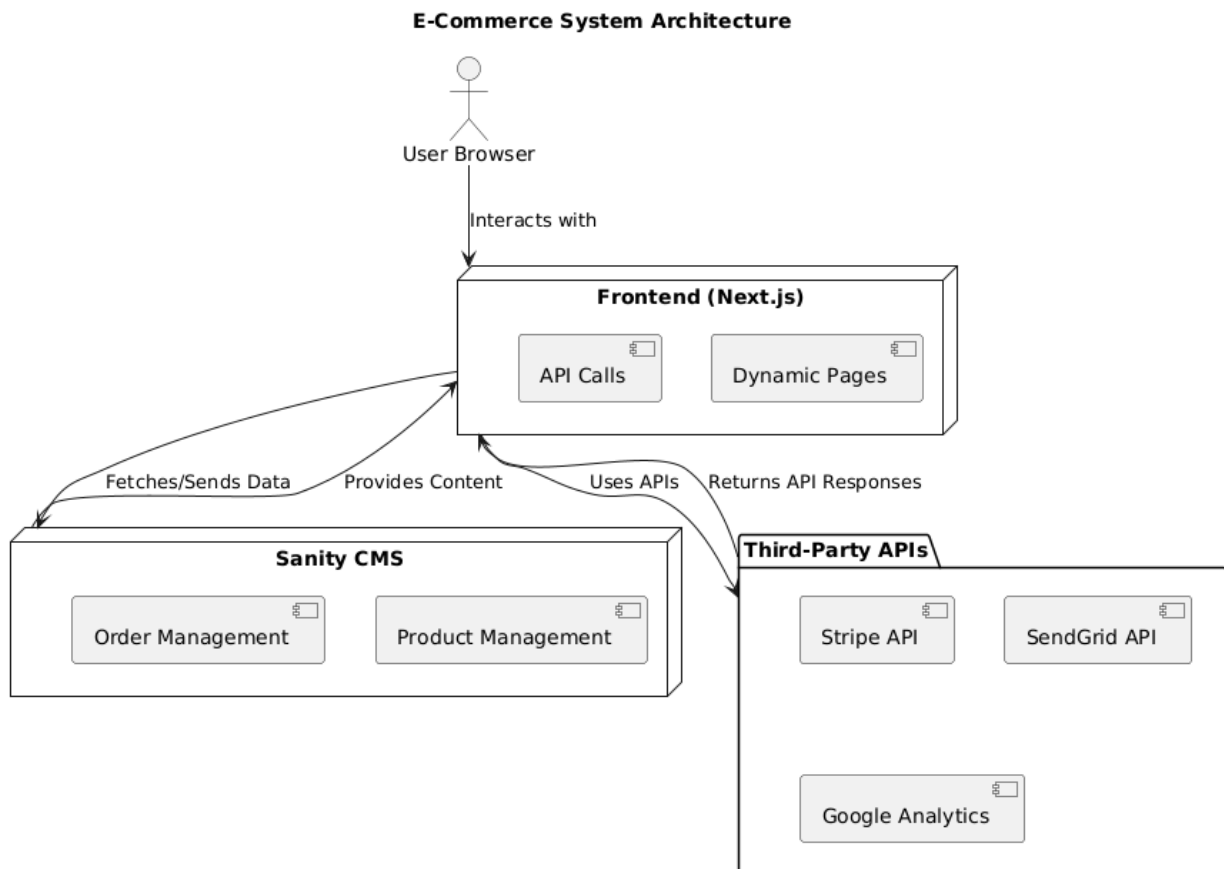 E-Commerce System Architecture
User Browser
Interacts with
Frontend (Next.js)
API Calls
Dynamic Pages
Fetches/Sends Data
Provides Content
Uses APIs
Returns API Responses
Sanity CMS
Order Management
Product Management
Third-Party APIs
Stripe API
SendGrid API
Google Analytics